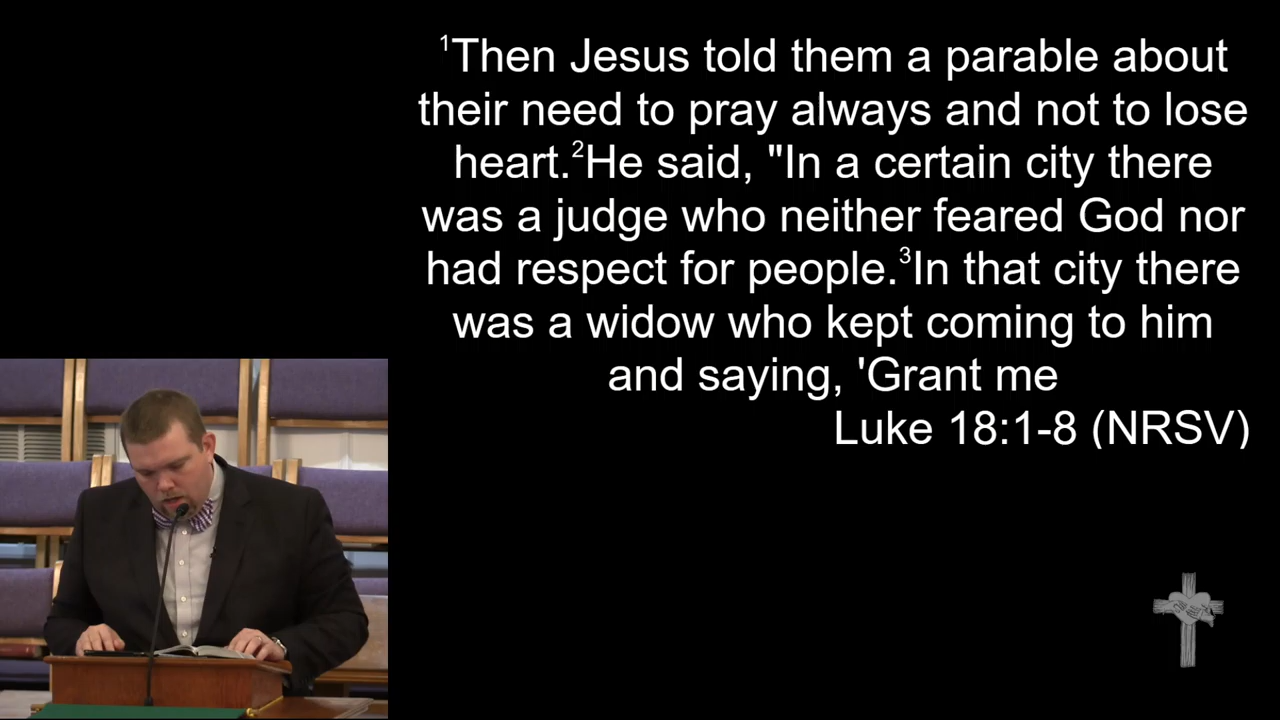 ¹Then Jesus told them a parable about
their need to pray always and not to lose
heart.²He said, "In a certain city there
was a judge who neither feared God nor
had respect for people.³In that city there
was a widow who kept coming to him
and saying, 'Grant me
Luke 18:1-8 (NRSV)